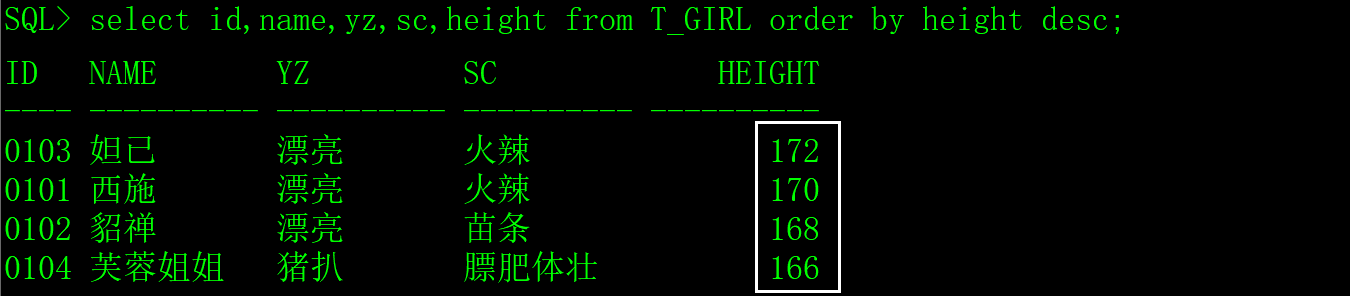 SQL> select id,name,yz,sc,height from T_GIRL order by height desc;
ID   NAME       YZ         SC             HEIGHT
---- ---------- ---------- ---------- ----------
0103 妲己       漂亮       火辣              172
0101 西施       漂亮       火辣              170
0102 貂禅       漂亮       苗条              168
0104 芙蓉姐姐   猪扒       膘肥体壮          166